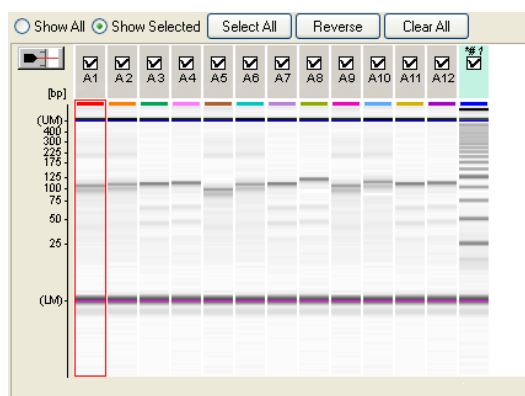 Show All Show Selected Select All Reverse Clear All
*# 1
A1 A2 A3 A4 A5 A6 A7 A8 A9 A10 A11 A12
[bp]
(UM)
400
300
225
175
125
100
75
50
25
(LM)